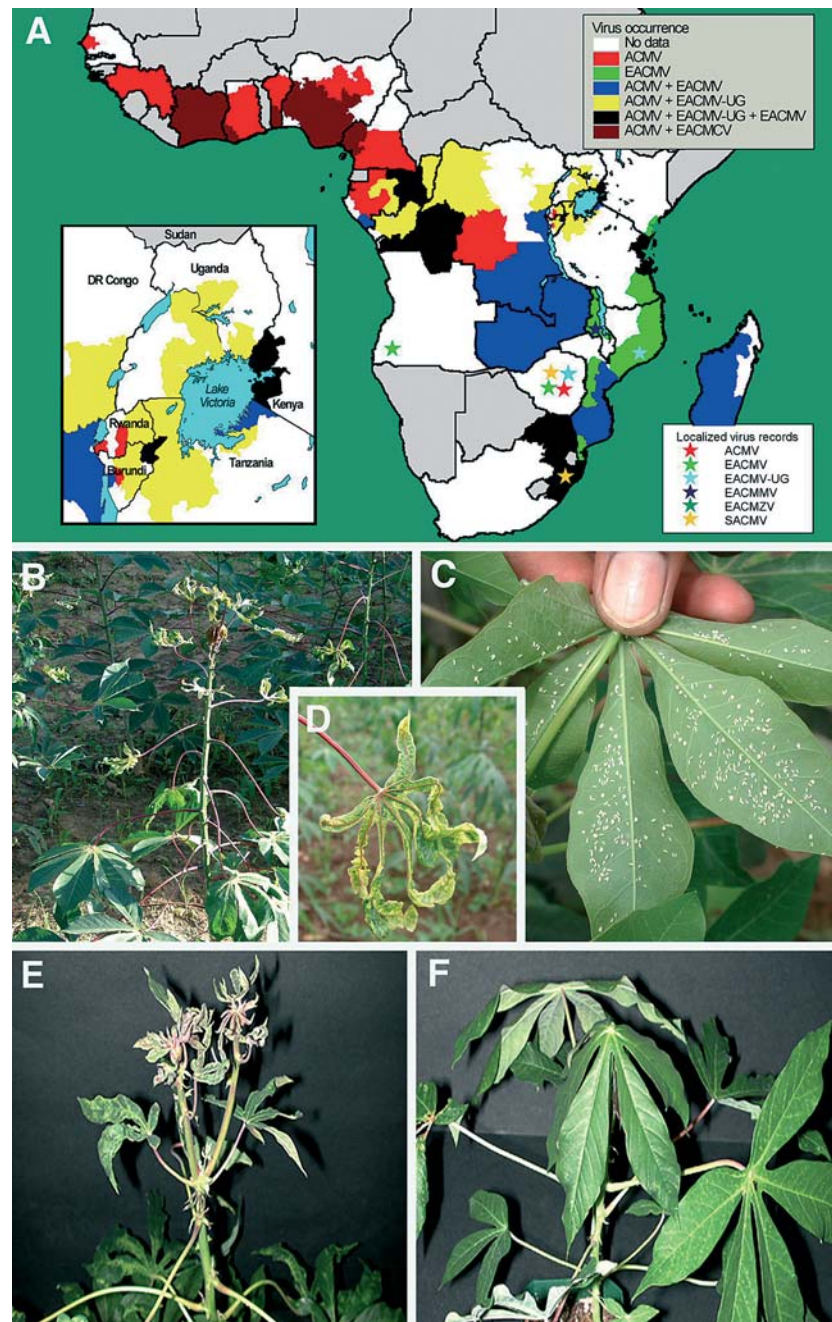 A
Virus occurrence
No data
ACMV
EACMV
ACMV + EACMV
ACMV + EACMV-UG
ACMV + EACMV-UG + EACMV
ACMV + EACMCV
Sudan
DR Congo
Uganda
Lake
Victoria
Kenya
Rwanda
Burundi
Tanzania
Localized virus records
ACMV
EACMV
EACMV-UG
EACMMV
EACMZV
SACMV
B
C
D
E
F